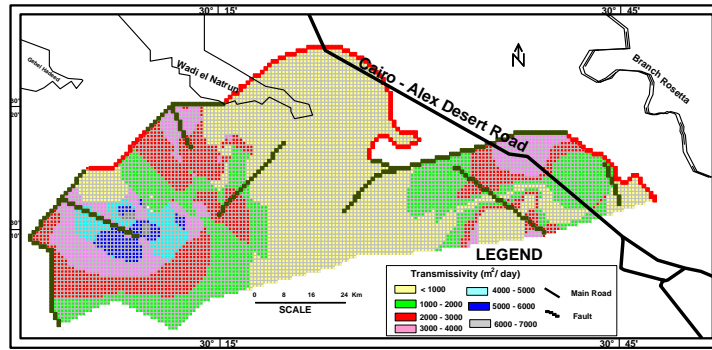 30° 15'
30° 45'
Gebel Hadied
Wadi el Natrun
N
Cairo - Alex Desert Road
Branch Rosetta
30°
20'
30°
10'
LEGEND
Transmissivity (m²/ day)
< 1000
1000 - 2000
2000 - 3000
3000 - 4000
4000 - 5000
5000 - 6000
6000 - 7000
Main Road
Fault
0 8 16 24 Km
SCALE
30° 15'
30° 45'